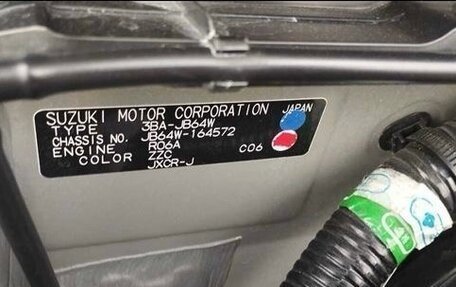 SUZUKI MOTOR CORPORATION JAPAN
TYPE 3BA-JB64W
CHASSIS NO. JB64W-164572
ENGINE R06A C06
COLOR ZZC
JXCR-J